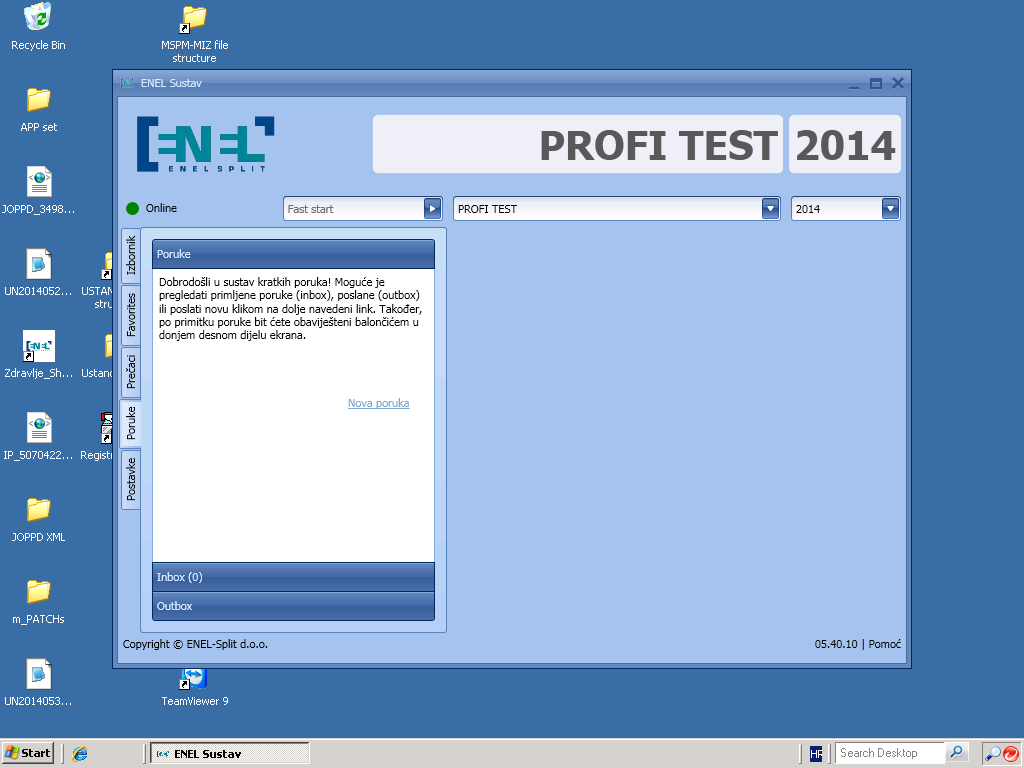 Recycle Bin
MSPM-MIZ file
structure
APP set
JOPPD_3498...
UN2014052...
USTAN
stru
Zdravlje_Sh...
Ustano
IP_5070422...
Registr
JOPPD XML
m_PATCHs
UN2014053...
TeamViewer 9
ENEL Sustav
ENEL
ENELSPLIT
PROFI TEST
2014
Online
Fast start
PROFI TEST
2014
Izbornik
Favorites
Prečaci
Poruke
Postavke
Poruke
Dobrodošli u sustav kratkih poruka! Moguće je
pregledati primljene poruke (inbox), poslane (outbox)
ili poslati novu klikom na dolje navedeni link. Također,
po primitku poruke bit ćete obaviješteni balončićem u
donjem desnom dijelu ekrana.
Nova poruka
Inbox (0)
Outbox
Copyright © ENEL-Split d.o.o.
05.40.10 | Pomoć
Start
ENEL Sustav
HR
Search Desktop